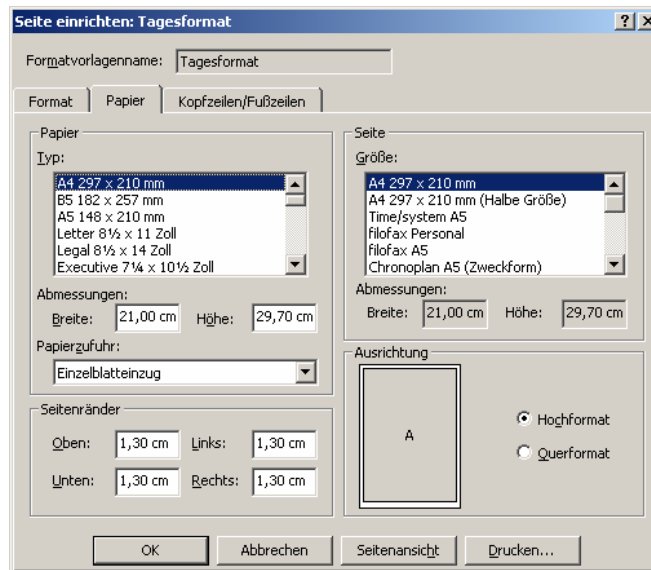 Seite einrichten: Tagesformat
Formatvorlagenname: Tagesformat
Format Papier Kopfzeilen/Fußzeilen
Papier
Typ:
A4 297 x 210 mm
B5 182 x 257 mm
A5 148 x 210 mm
Letter 8½ x 11 Zoll
Legal 8½ x 14 Zoll
Executive 7¼ x 10½ Zoll
Abmessungen:
Breite: 21,00 cm Höhe: 29,70 cm
Papierzufuhr:
Einzelblatteinzug
Seitenränder
Oben: 1,30 cm Links: 1,30 cm
Unten: 1,30 cm Rechts: 1,30 cm
Seite
Größe:
A4 297 x 210 mm
A4 297 x 210 mm (Halbe Größe)
Time/system A5
filofax Personal
filofax A5
Chronoplan A5 (Zweckform)
Abmessungen:
Breite: 21,00 cm Höhe: 29,70 cm
Ausrichtung
A
Hochformat
Querformat
OK Abbrechen Seitenansicht Drucken...